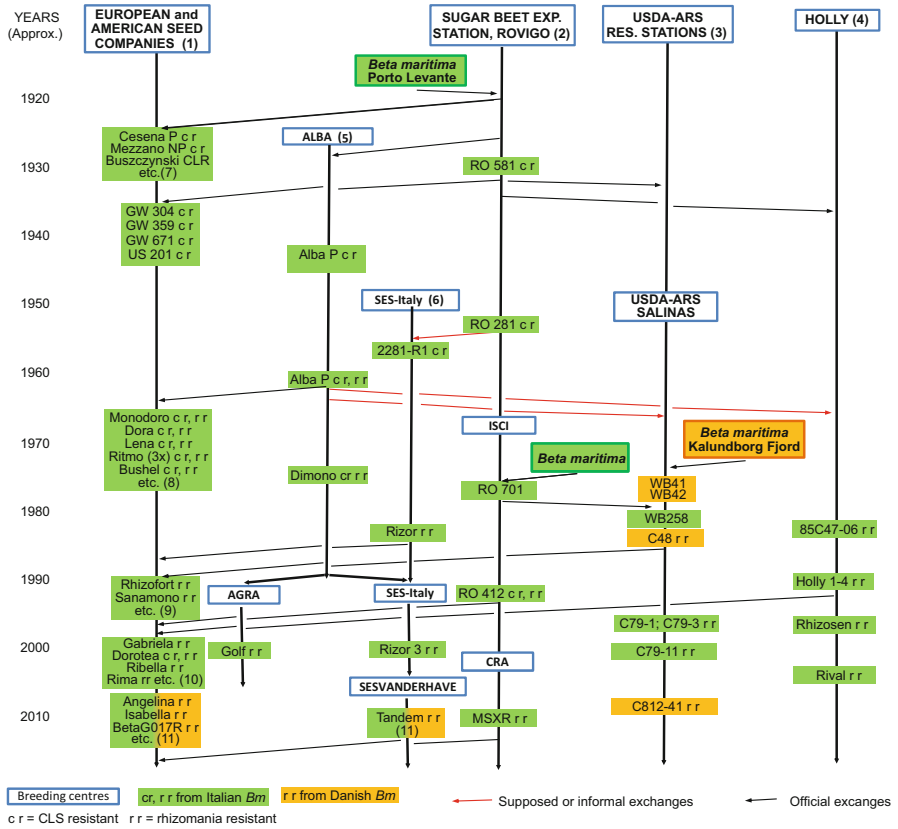 YEARS
(Approx.)
EUROPEAN and
AMERICAN SEED
COMPANIES (1)
SUGAR BEET EXP.
STATION, ROVIGO (2)
USDA-ARS
RES. STATIONS (3)
HOLLY (4)
Beta maritima
Porto Levante
1920
Cesena P c r
Mezzano NP c r
Buszczynski CLR
etc.(7)
ALBA (5)
1930
RO 581 c r
GW 304 c r
GW 359 c r
GW 671 c r
US 201 c r
1940
Alba P c r
1950
SES-Italy (6)
USDA-ARS
SALINAS
RO 281 c r
2281-R1 c r
1960
Alba P c r, r r
Monodoro c r, r r
Dora c r, r r
Lena c r, r r
Ritmo (3x) c r, r r
Bushel c r, r r
etc. (8)
ISCI
1970
Beta maritima
Kalundborg Fjord
Beta maritima
Dimono cr r r
RO 701
WB41
WB42
1980
WB258
C48 r r
Rizor r r
85C47-06 r r
1990
Rhizofort r r
Sanamono r r
etc. (9)
AGRA
SES-Italy
RO 412 c r, r r
Holly 1-4 r r
C79-1; C79-3 r r
Rhizosen r r
2000
Gabriela r r
Dorotea c r, r r
Ribella r r
Rima rr etc. (10)
Golf r r
Rizor 3 r r
CRA
C79-11 r r
Rival r r
SESVANDERHAVE
2010
Angelina r r
Isabella r r
BetaG017R r r
etc. (11)
Tandem r r
(11)
MSXR r r
C812-41 r r
Breeding centres
cr, r r from Italian Bm
r r from Danish Bm
Supposed or informal exchanges
Official excanges
c r = CLS resistant r r = rhizomania resistant